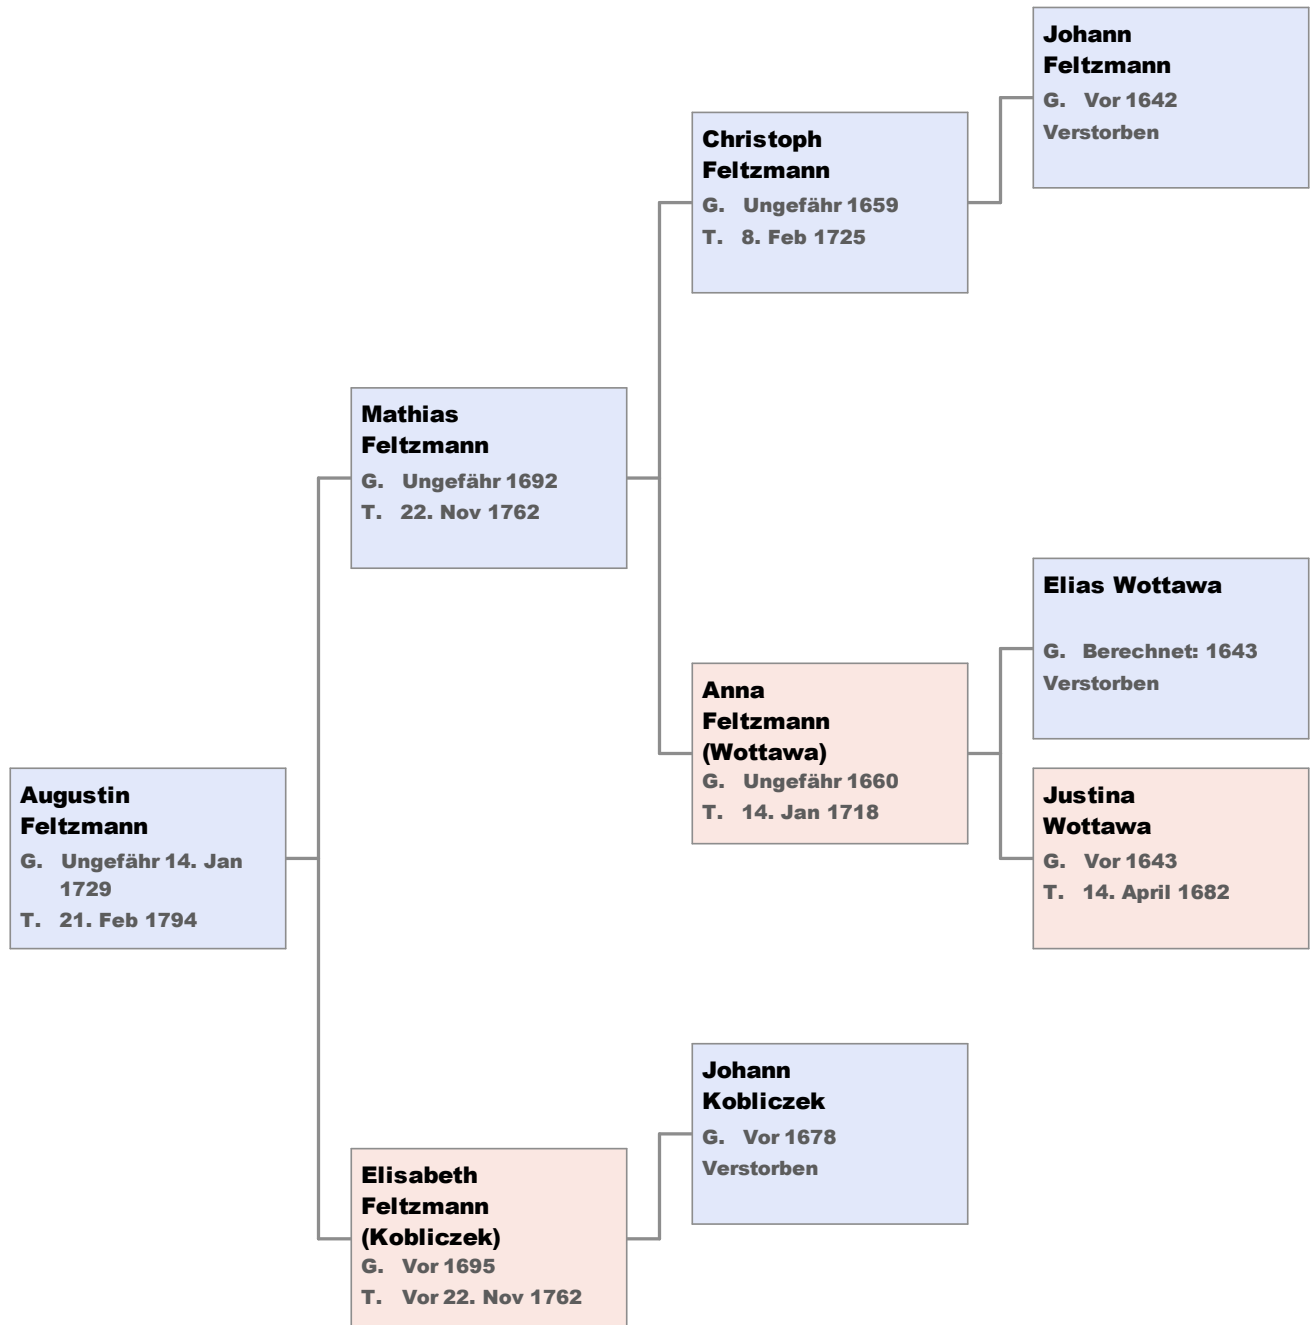 Johann
Feltzmann
G. Vor 1642
Verstorben
Christoph
Feltzmann
G. Ungefähr 1659
T. 8. Feb 1725
Mathias
Feltzmann
G. Ungefähr 1692
T. 22. Nov 1762
Elias Wottawa
G. Berechnet: 1643
Verstorben
Anna
Feltzmann
(Wottawa)
G. Ungefähr 1660
T. 14. Jan 1718
Augustin
Feltzmann
G. Ungefähr 14. Jan
1729
T. 21. Feb 1794
Justina
Wottawa
G. Vor 1643
T. 14. April 1682
Johann
Kobliczek
G. Vor 1678
Verstorben
Elisabeth
Feltzmann
(Kobliczek)
G. Vor 1695
T. Vor 22. Nov 1762